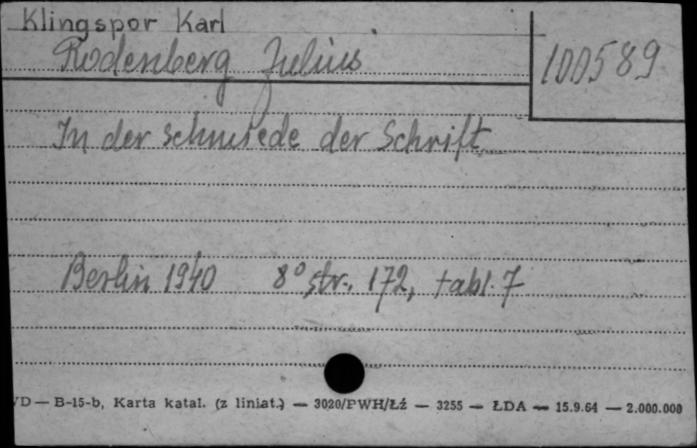 Klingspor Karl
Rodenberg Julius.
100589
In der schmiede der Schrift
Berlin 1940 8° str. 172, tabl. 7
VD — B-15-b, Karta katal. (z liniat.) — 3020/PWH/Łź — 3255 — ŁDA — 15.9.64 — 2.000.000